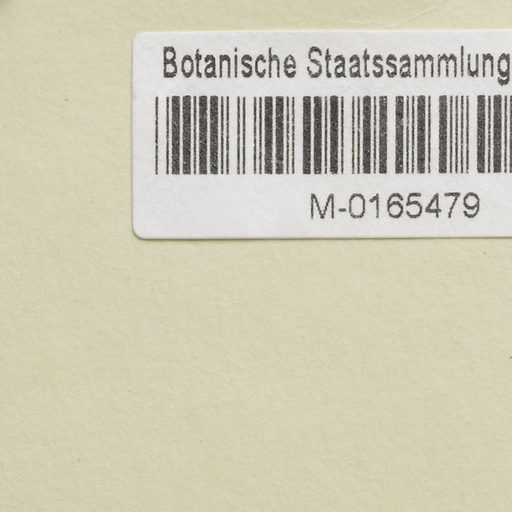 Botanische Staatssammlung
M-0165479